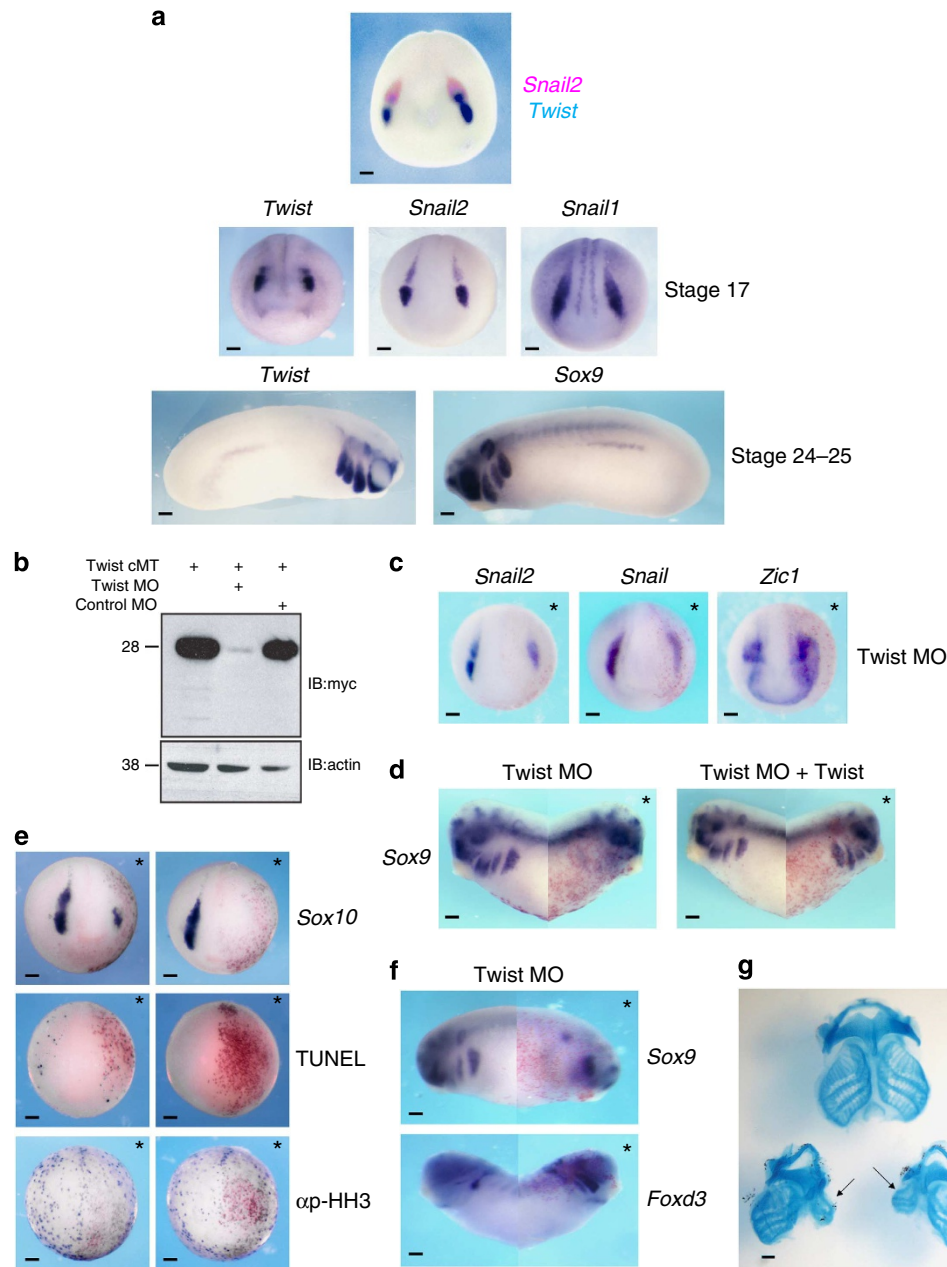 a
Snail2
Twist
Twist Snail2 Snail1
Stage 17
Twist Sox9
Stage 24–25
b
Twist cMT + + +
Twist MO +
Control MO +
28
IB:myc
38
IB:actin
c
Snail2 Snail Zic1
* * *
Twist MO
d
Twist MO Twist MO + Twist
* *
Sox9
e
* *
Sox10
* *
TUNEL
* *
αp-HH3
f
Twist MO
*
Sox9
*
Foxd3
g